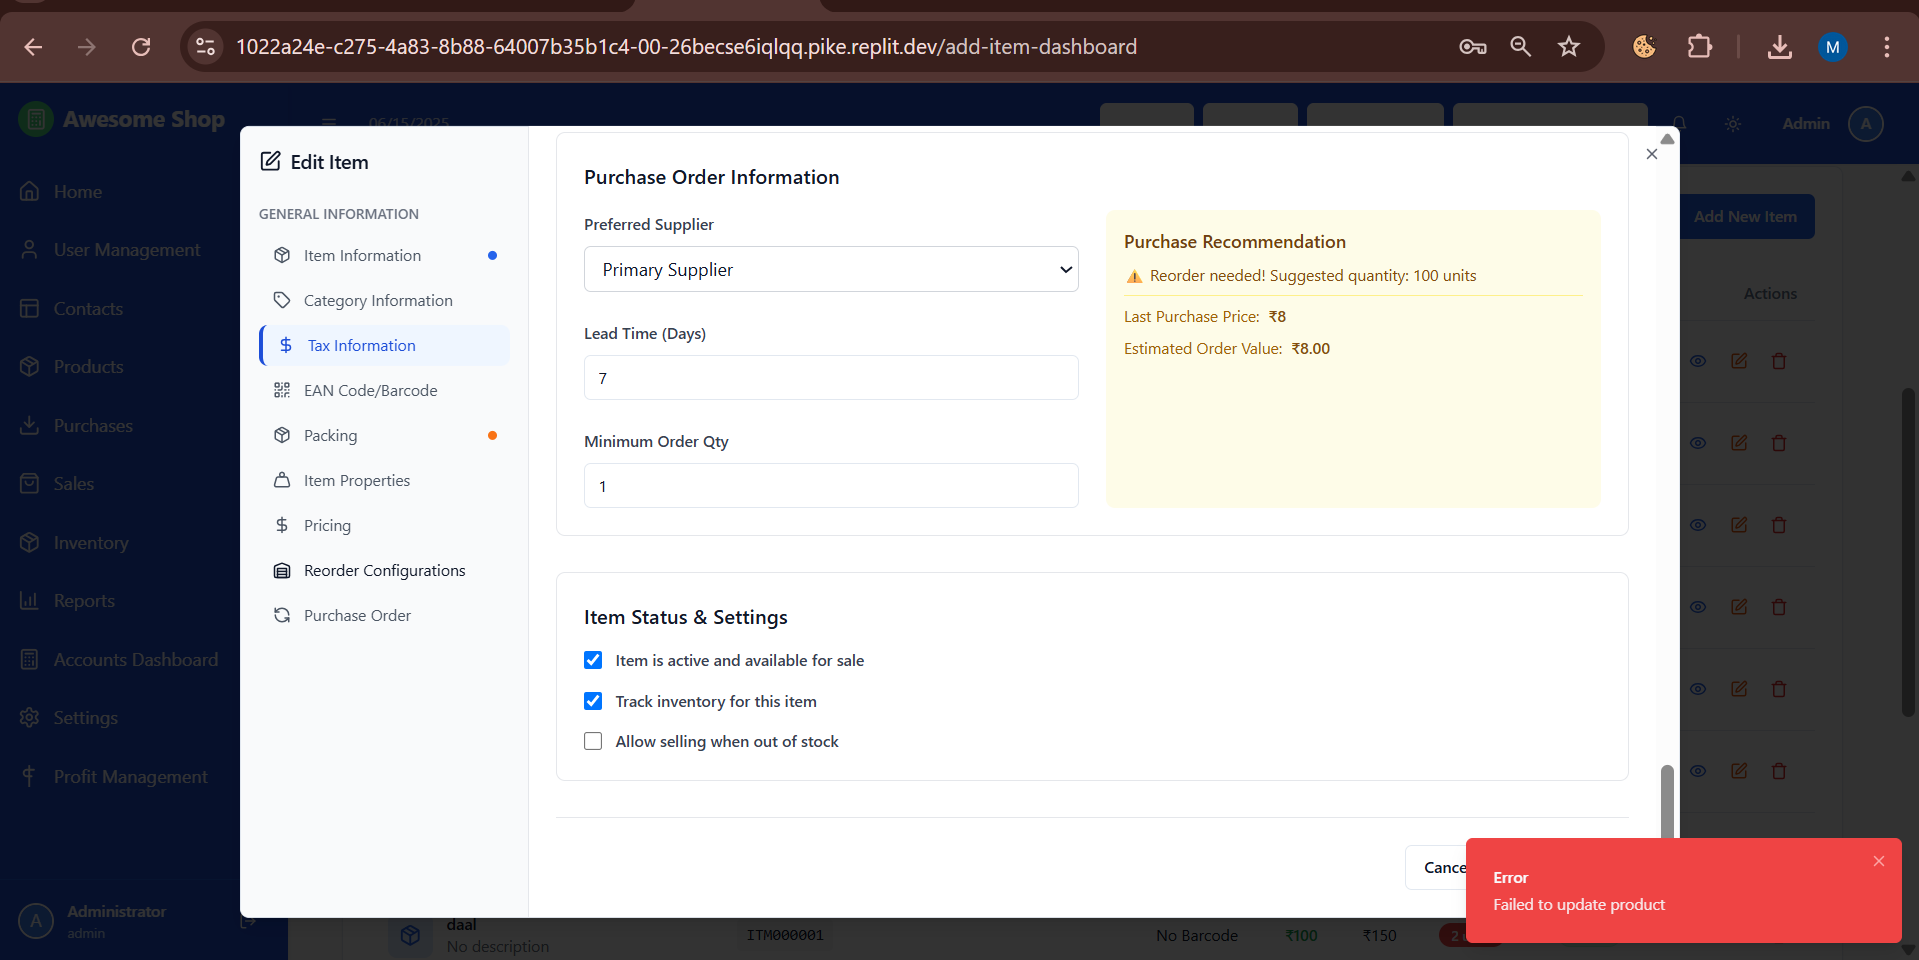 1022a24e-c275-4a83-8b88-64007b35b1c4-00-26becse6iqlqq.pike.replit.dev/add-item-dashboard
M
Awesome Shop
06/15/2025
Admin
A
Home
User Management
Contacts
Products
Purchases
Sales
Inventory
Reports
Accounts Dashboard
Settings
Profit Management
A
Administrator
admin
Edit Item
GENERAL INFORMATION
Item Information
Category Information
Tax Information
EAN Code/Barcode
Packing
Item Properties
Pricing
Reorder Configurations
Purchase Order
Purchase Order Information
Preferred Supplier
Primary Supplier
Lead Time (Days)
7
Minimum Order Qty
1
Purchase Recommendation
⚠️ Reorder needed! Suggested quantity: 100 units
Last Purchase Price: ₹8
Estimated Order Value: ₹8.00
Item Status & Settings
Item is active and available for sale
Track inventory for this item
Allow selling when out of stock
Add New Item
Actions
Cance
Error
Failed to update product
daal
No description
ITM000001
No Barcode
₹100
₹150
2